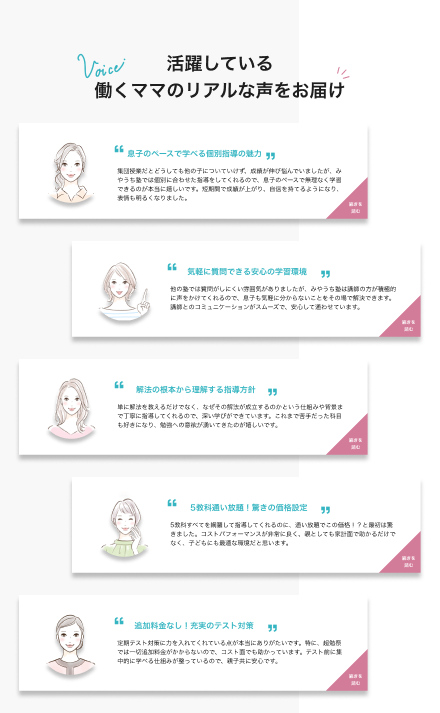 Voice
活躍している
働くママのリアルな声をお届け
息子のペースで学べる個別指導の魅力
集団授業だとどうしても他の子についていけず、成績が伸び悩んでいましたが、み
やうち塾では個別に合わせた指導をしてくれるので、息子のペースで無理なく学習
できるのが本当に嬉しいです。短期間で成績が上がり、自信を持てるようになり、
表情も明るくなりました。
続きを
読む
気軽に質問できる安心の学習環境
他の塾では質問がしにくい雰囲気がありましたが、みやうち塾は講師の方が積極的
に声をかけてくれるので、息子も気軽に分からないことをその場で解決できます。
講師とのコミュニケーションがスムーズで、安心して通わせています。
続きを
読む
解法の根本から理解する指導方針
単に解法を教えるだけでなく、なぜその解法が成立するのかという仕組みや背景ま
で丁寧に指導してくれるので、深い学びができています。これまで苦手だった科目
も好きになり、勉強への意欲が湧いてきたのが嬉しいです。
続きを
読む
5教科通い放題！驚きの価格設定
5教科すべてを網羅して指導してくれるのに、通い放題でこの価格！？と最初は驚
きました。コストパフォーマンスが非常に良く、親としても家計面で助かるだけで
なく、子どもにも最適な環境だと思います。
続きを
読む
追加料金なし！充実のテスト対策
定期テスト対策に力を入れてくれている点が本当にありがたいです。特に、超勉祭
では一切追加料金がかからないので、コスト面でも助かっています。テスト前に集
中的に学べる仕組みが整っているので、親子共に安心です。
続きを
読む